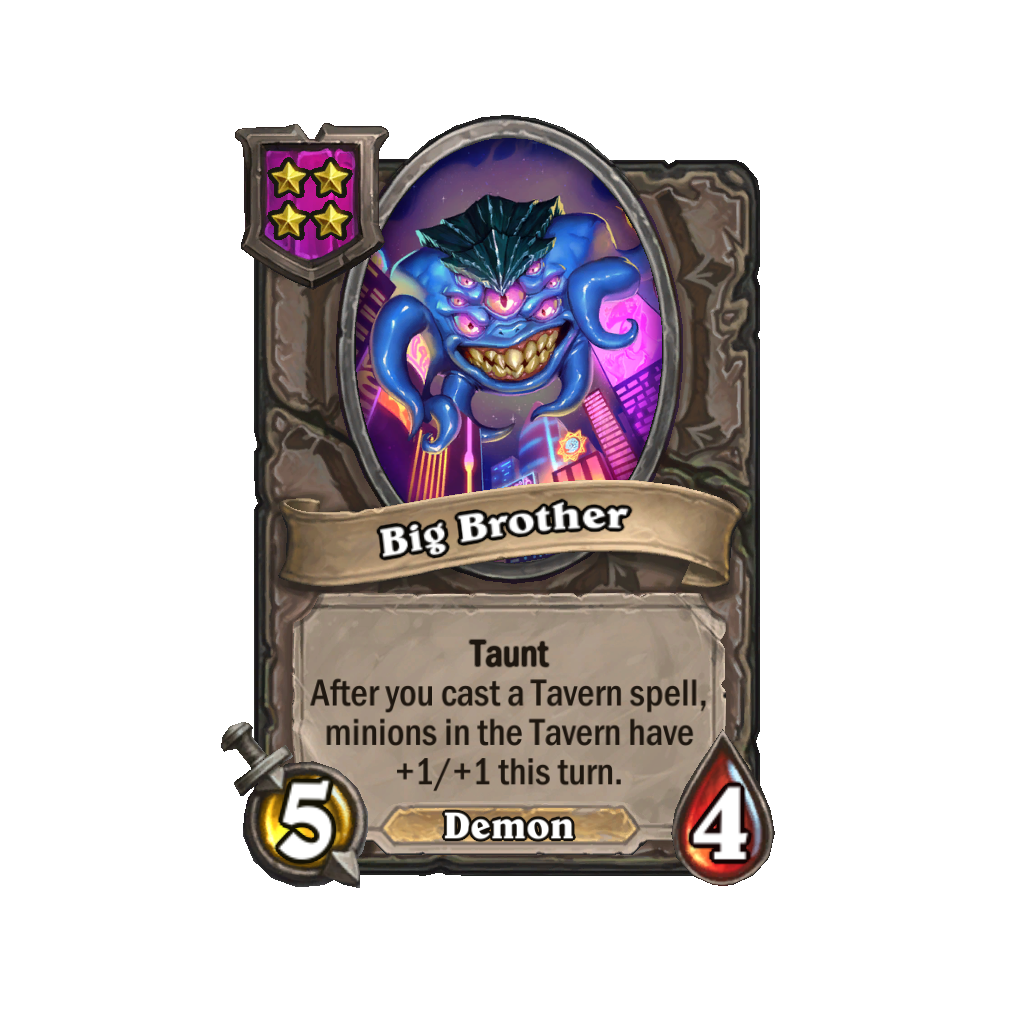 Big Brother
Taunt
After you cast a Tavern spell,
minions in the Tavern have
+1/+1 this turn.
5
Demon
4